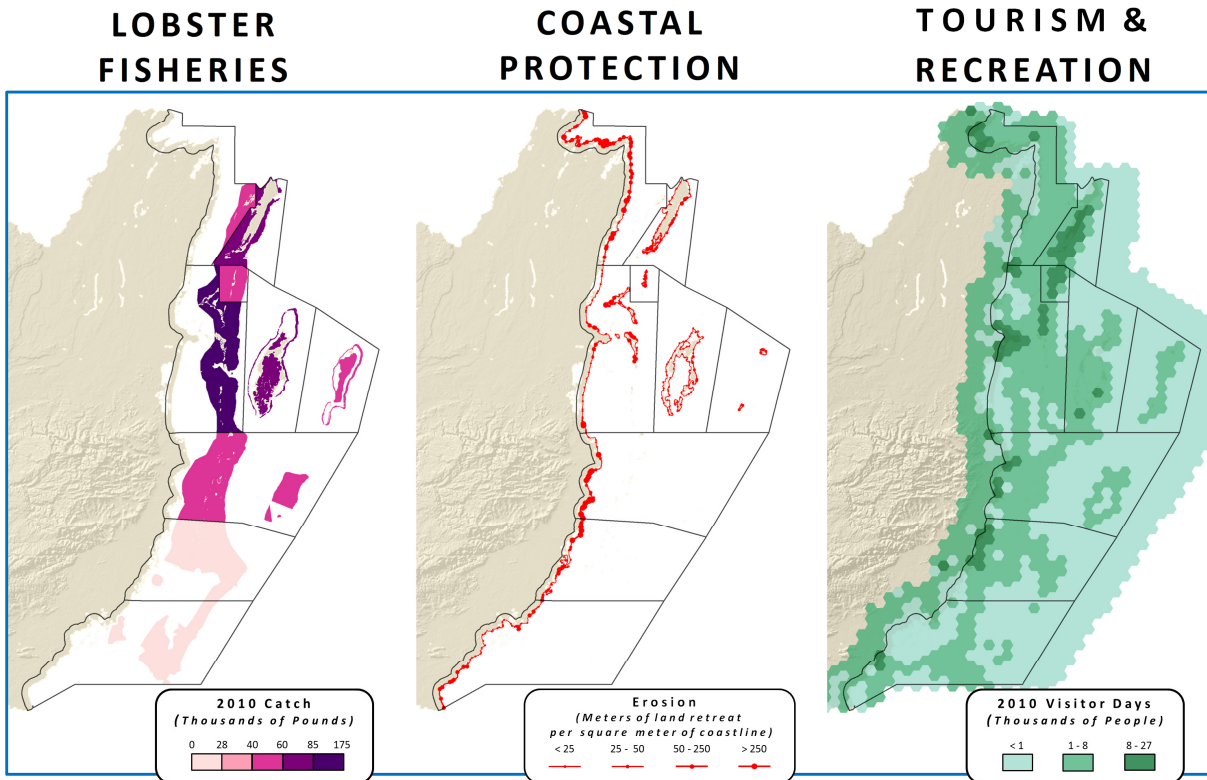 LOBSTER
FISHERIES
COASTAL
PROTECTION
TOURISM &
RECREATION
2010 Catch
(Thousands of Pounds)
0 28 40 60 85 175
Erosion
(Meters of land retreat
per square meter of coastline)
< 25 25 - 50 50 - 250 > 250
2010 Visitor Days
(Thousands of People)
< 1 1 - 8 8 - 27